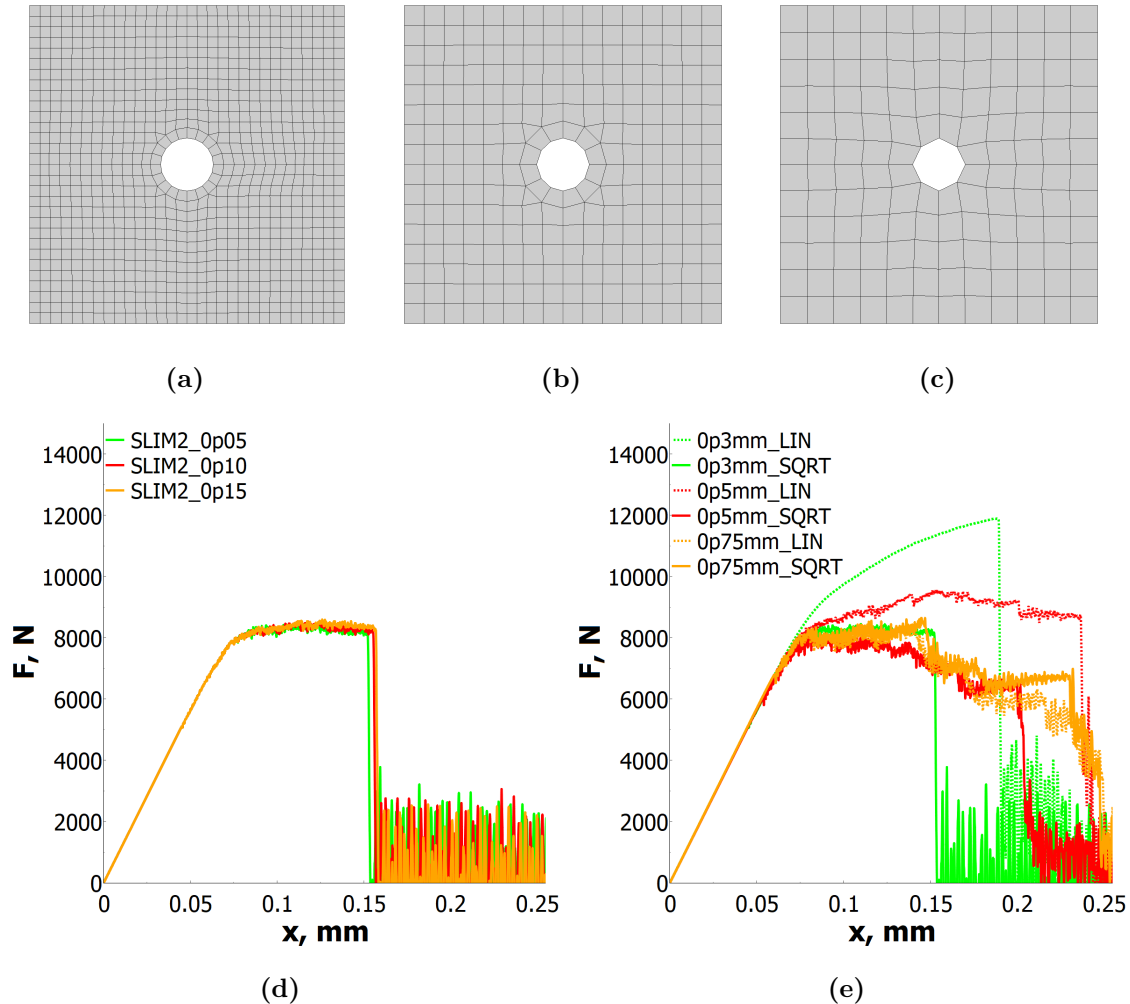 (a)
(b)
(c)
SLIM2_0p05
SLIM2_0p10
SLIM2_0p15
14000
12000
10000
8000
6000
4000
2000
0
F, N
0
0.05
0.1
0.15
0.2
0.25
x, mm
(d)
0p3mm_LIN
0p3mm_SQRT
0p5mm_LIN
0p5mm_SQRT
0p75mm_LIN
0p75mm_SQRT
14000
12000
10000
8000
6000
4000
2000
0
F, N
0
0.05
0.1
0.15
0.2
0.25
x, mm
(e)